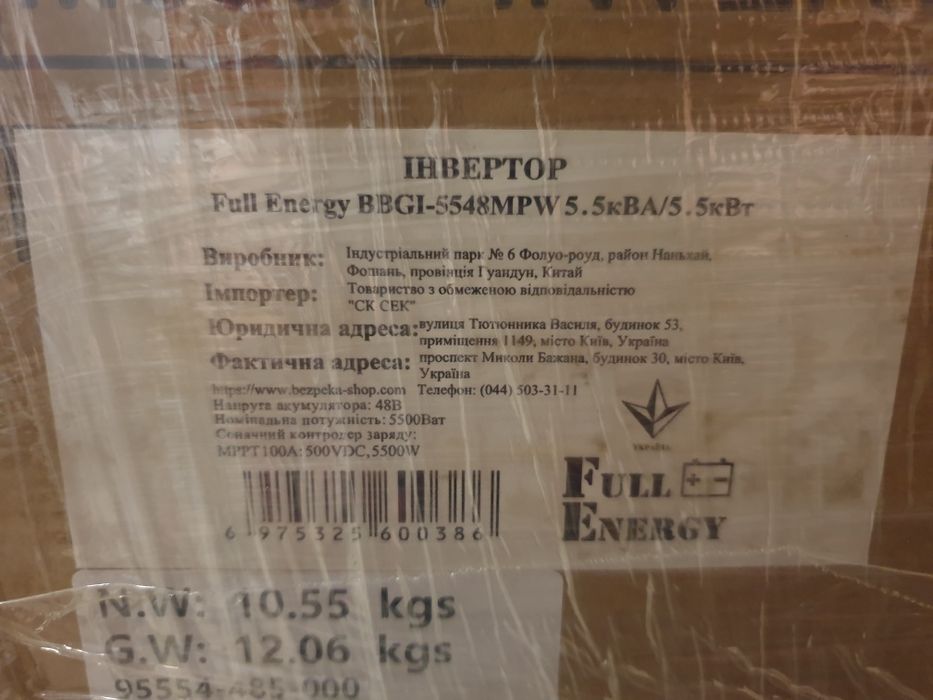 ІНВЕРТОР
Full Energy BBGI-5548MPW 5.5кВА/5.5кВт
Виробник: Індустріальний парк № 6 Фолуо-роуд, район Наньхай,
Фошань, провінція Гуандун, Китай
Імпортер: Товариство з обмеженою відповідальністю
"СК СЕК"
Юридична адреса: вулиця Тютюнника Василя, будинок 53,
приміщення 1149, місто Київ, Україна
Фактична адреса: проспект Миколи Бажана, будинок 30, місто Київ,
Україна
https://www.bezpeka-shop.com Телефон: (044) 503-31-11
Напруга акумулятора: 48В
Номінальна потужність: 5500Ват
Сонячний контролер заряду:
MPPT 100A: 500VDC, 5500W
УКРАЇНА
FULL
ENERGY
6 975325 600386
N.W: 10.55 kgs
G.W: 12.06 kgs
95554-485-000